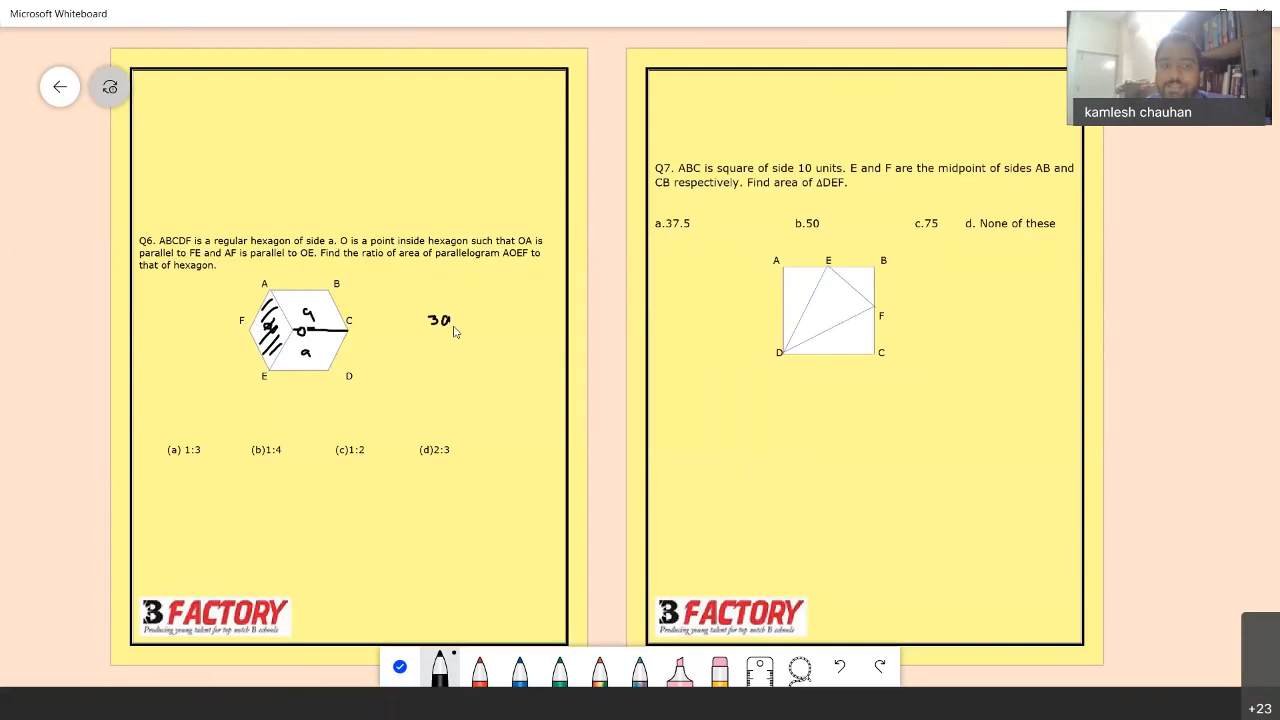 Microsoft Whiteboard
kamlesh chauhan
Q6. ABCDF is a regular hexagon of side a. O is a point inside hexagon such that OA is
parallel to FE and AF is parallel to OE. Find the ratio of area of parallelogram AOEF to
that of hexagon.
A
B
F
a
O
C
a
E
D
3a
(a) 1:3
(b)1:4
(c)1:2
(d)2:3
B FACTORY
Producing young talent for top notch B schools
Q7. ABC is square of side 10 units. E and F are the midpoint of sides AB and
CB respectively. Find area of ΔDEF.
a.37.5
b.50
c.75
d. None of these
A
E
B
F
D
C
B FACTORY
Producing young talent for top notch B schools
+23